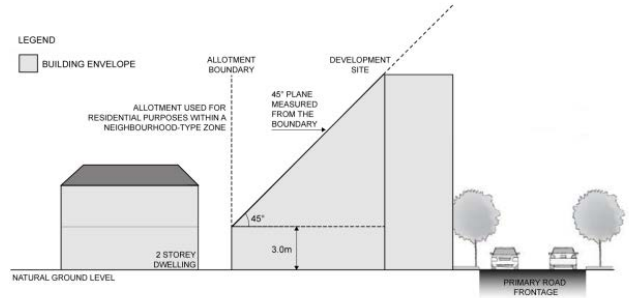 LEGEND
BUILDING ENVELOPE
ALLOTMENT
BOUNDARY
DEVELOPMENT
SITE
ALLOTMENT USED FOR
RESIDENTIAL PURPOSES WITHIN A
NEIGHBOURHOOD-TYPE ZONE
45° PLANE
MEASURED
FROM THE
BOUNDARY
45°
3.0m
2 STOREY
DWELLING
NATURAL GROUND LEVEL
PRIMARY ROAD
FRONTAGE